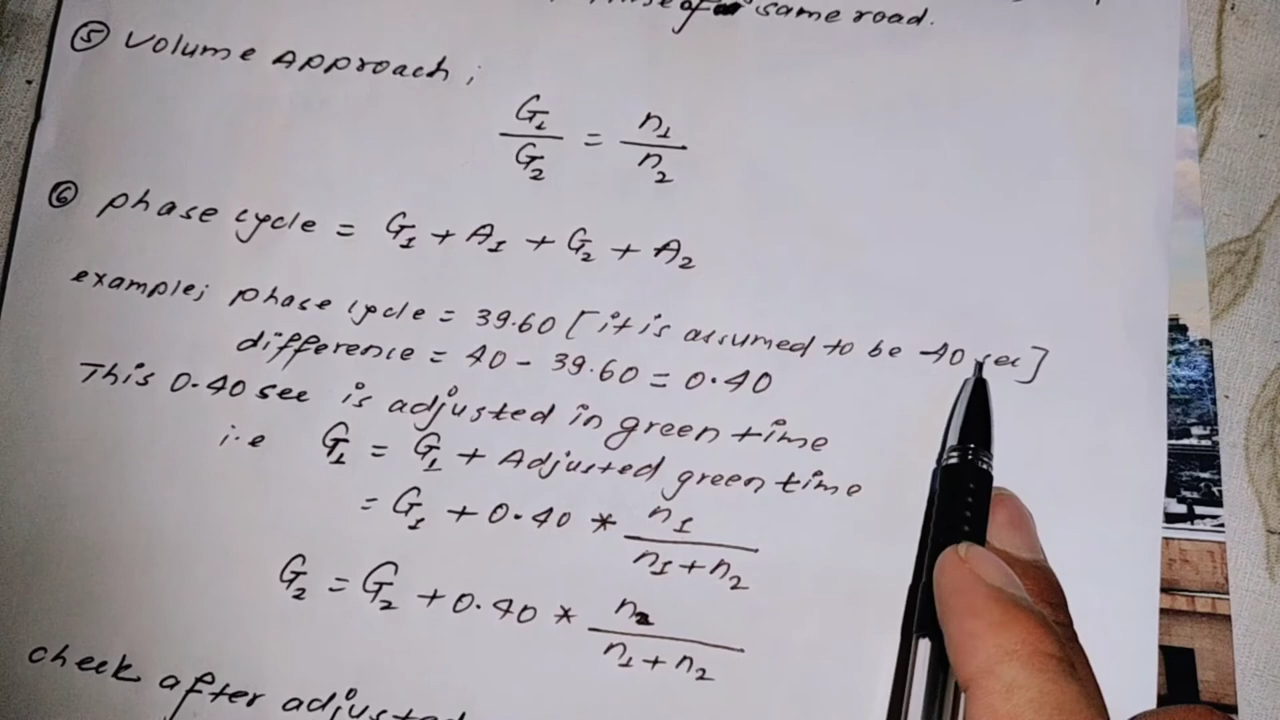 same road.
⑤ Volume Approach;
G₁/G₂ = n₁/n₂
⑥ phase cycle = G₁ + A₁ + G₂ + A₂
example; phase cycle = 39.60 [it is assumed to be 40 sec]
difference = 40 - 39.60 = 0.40
This 0.40 sec is adjusted in green time
i.e G₁ = G₁ + Adjusted green time
= G₁ + 0.40 * n₁/(n₁ + n₂)
G₂ = G₂ + 0.40 * n₂/(n₁ + n₂)
check after adjusted